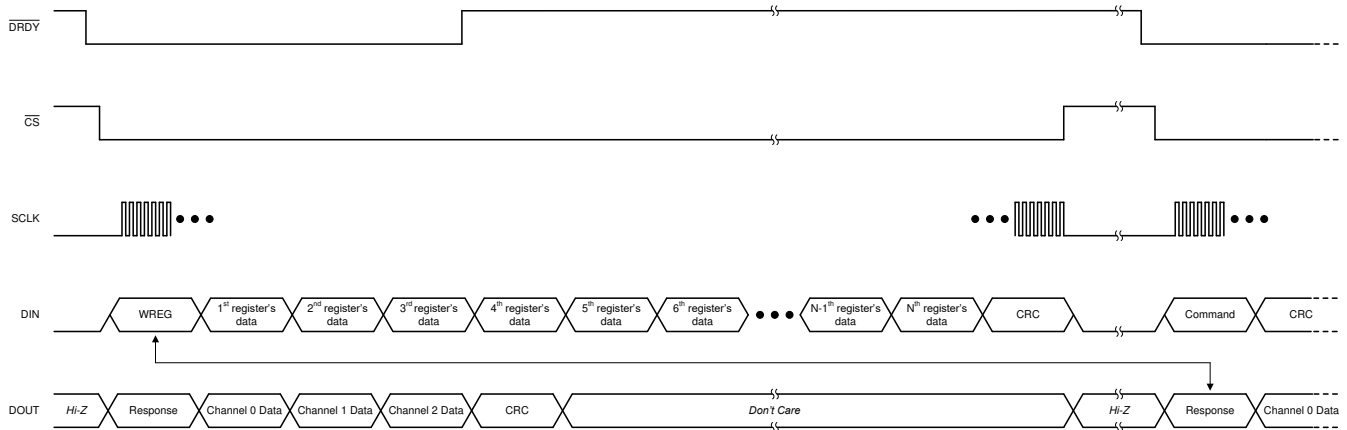 DRDY
CS
SCLK
DIN
WREG
1st register's
data
2nd register's
data
3rd register's
data
4th register's
data
5th register's
data
6th register's
data
N-1th register's
data
Nth register's
data
CRC
Command
CRC
DOUT
Hi-Z
Response
Channel 0 Data
Channel 1 Data
Channel 2 Data
CRC
Don't Care
Hi-Z
Response
Channel 0 Data